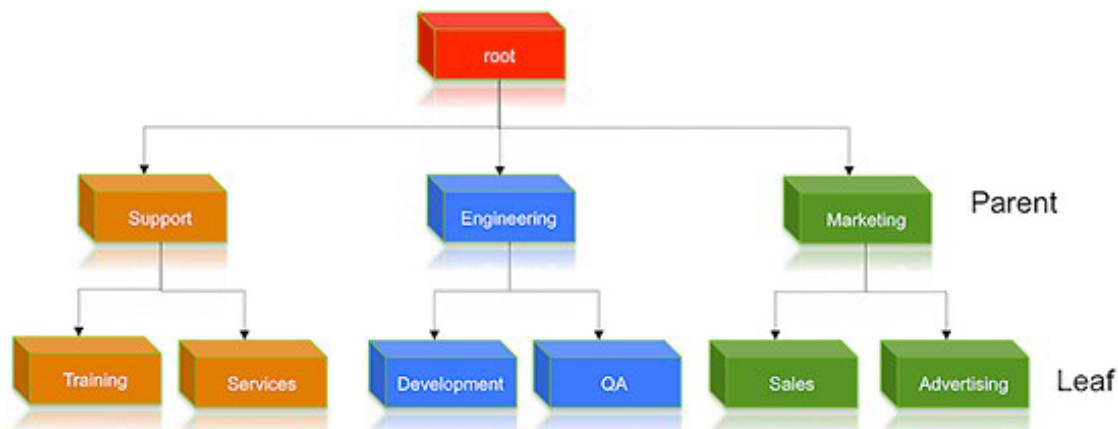 root
Support
Engineering
Marketing
Parent
Training
Services
Development
QA
Sales
Advertising
Leaf